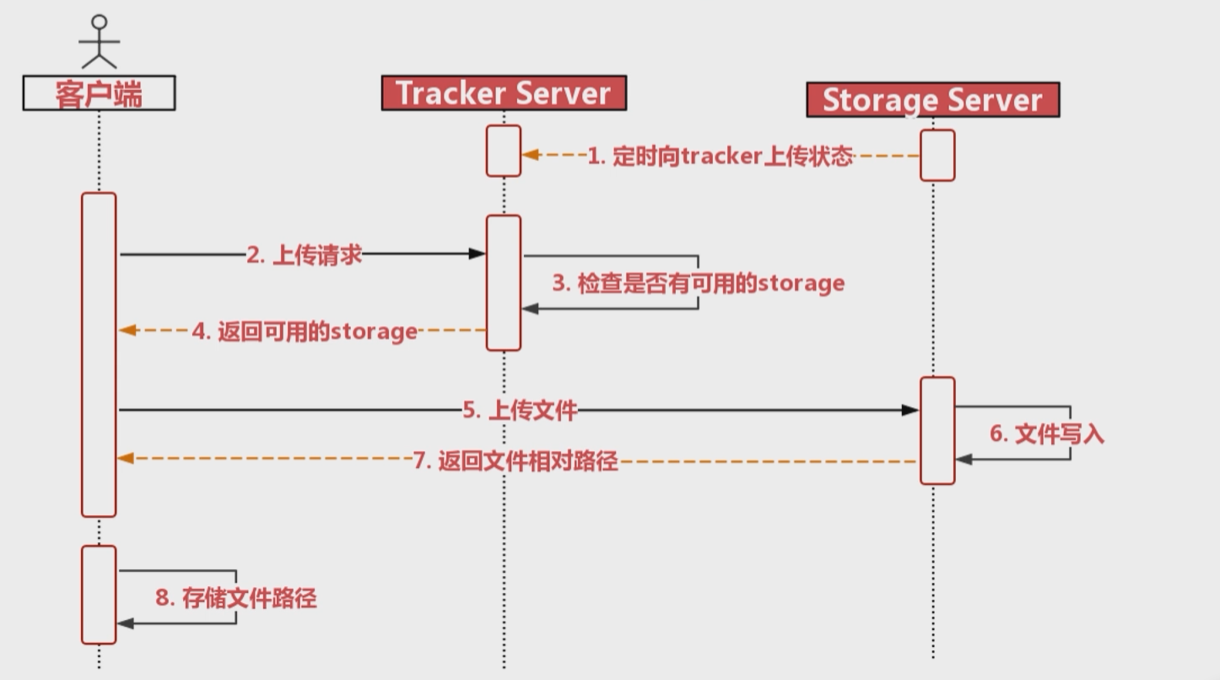 客户端
Tracker Server
Storage Server
1. 定时向tracker上传状态
2. 上传请求
3. 检查是否有可用的storage
4. 返回可用的storage
5. 上传文件
6. 文件写入
7. 返回文件相对路径
8. 存储文件路径